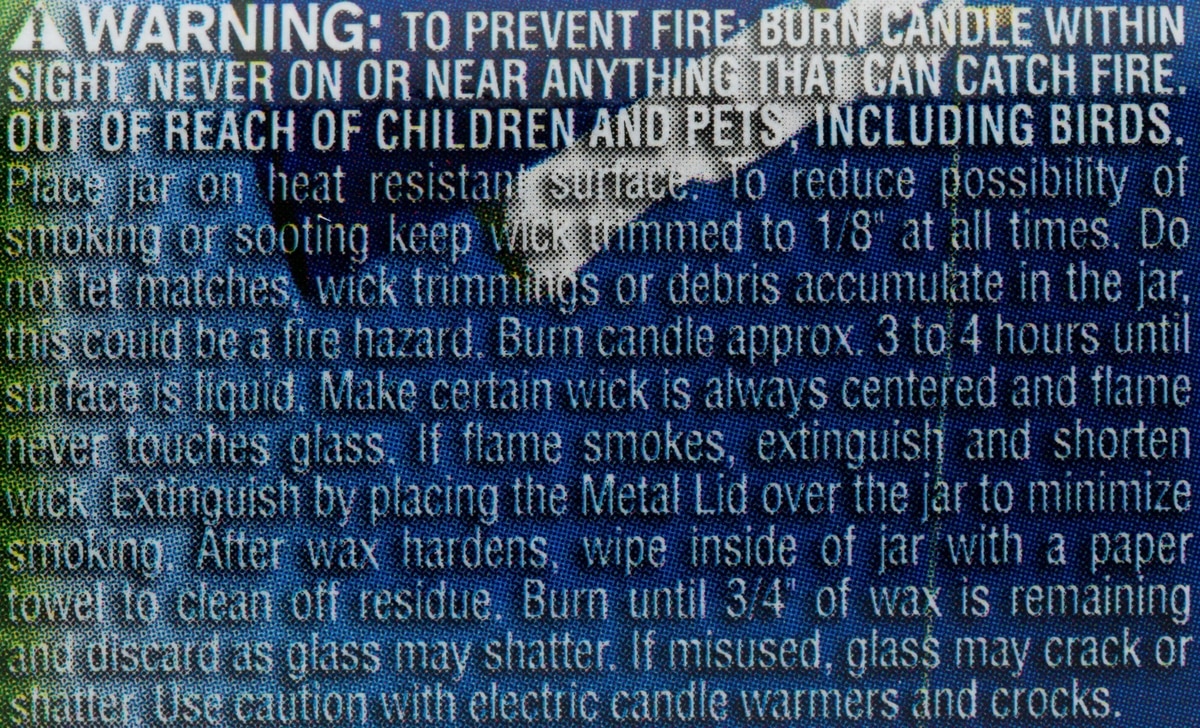 ⚠WARNING: TO PREVENT FIRE; BURN CANDLE WITHIN
SIGHT. NEVER ON OR NEAR ANYTHING THAT CAN CATCH FIRE.
OUT OF REACH OF CHILDREN AND PETS, INCLUDING BIRDS.
Place jar on heat resistant surface. To reduce possibility of
smoking or sooting keep wick trimmed to 1/8" at all times. Do
not let matches, wick trimmings or debris accumulate in the jar,
this could be a fire hazard. Burn candle approx. 3 to 4 hours until
surface is liquid. Make certain wick is always centered and flame
never touches glass. If flame smokes, extinguish and shorten
wick. Extinguish by placing the Metal Lid over the jar to minimize
smoking. After wax hardens, wipe inside of jar with a paper
towel to clean off residue. Burn until 3/4" of wax is remaining
and discard as glass may shatter. If misused, glass may crack or
shatter. Use caution with electric candle warmers and crocks.